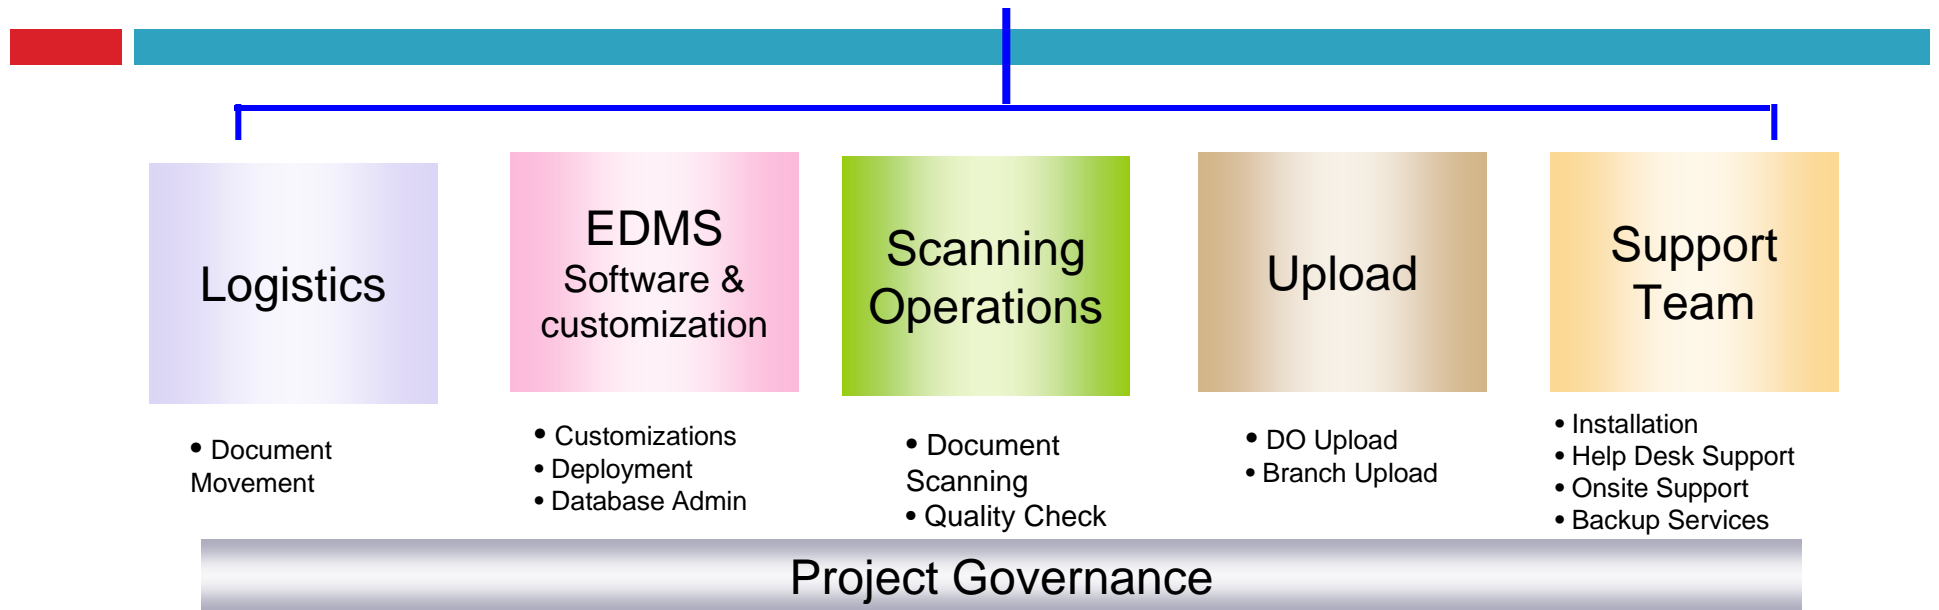 Logistics
EDMS
Software &
customization
Scanning
Operations
Upload
Support
Team
• Document
Movement
• Customizations
• Deployment
• Database Admin
• Document
Scanning
• Quality Check
• DO Upload
• Branch Upload
• Installation
• Help Desk Support
• Onsite Support
• Backup Services
Project Governance